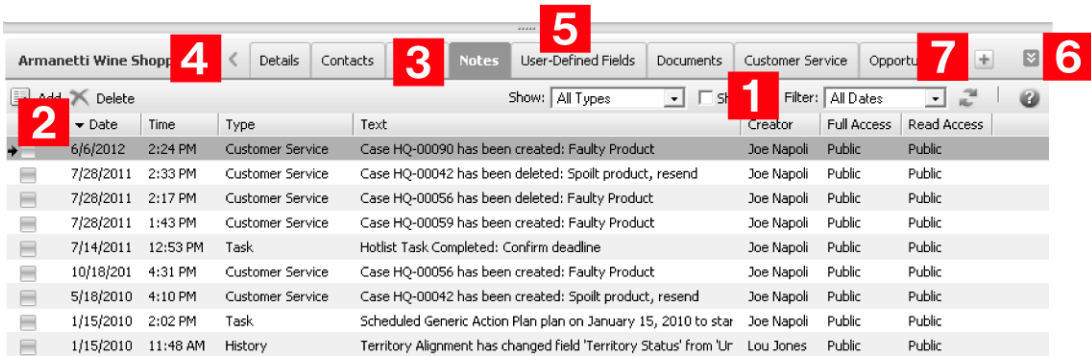 5
Armanetti Wine Shopp 4 < Details Contacts 3 Notes User-Defined Fields Documents Customer Service Opportu 7 + 6
Add Delete Show: All Types 1 Filter: All Dates ?
2 Date Time Type Text Creator Full Access Read Access
6/6/2012 2:24 PM Customer Service Case HQ-00090 has been created: Faulty Product Joe Napoli Public Public
7/28/2011 2:33 PM Customer Service Case HQ-00042 has been deleted: Spoilt product, resend Joe Napoli Public Public
7/28/2011 2:17 PM Customer Service Case HQ-00056 has been deleted: Faulty Product Joe Napoli Public Public
7/28/2011 1:43 PM Customer Service Case HQ-00059 has been created: Faulty Product Joe Napoli Public Public
7/14/2011 12:53 PM Task Hotlist Task Completed: Confirm deadline Joe Napoli Public Public
10/18/201 4:31 PM Customer Service Case HQ-00056 has been created: Faulty Product Joe Napoli Public Public
5/18/2010 4:10 PM Customer Service Case HQ-00042 has been created: Spoilt product, resend Joe Napoli Public Public
1/15/2010 2:02 PM Task Scheduled Generic Action Plan plan on January 15, 2010 to star Joe Napoli Public Public
1/15/2010 11:48 AM History Territory Alignment has changed field 'Territory Status' from 'Ur Lou Jones Public Public